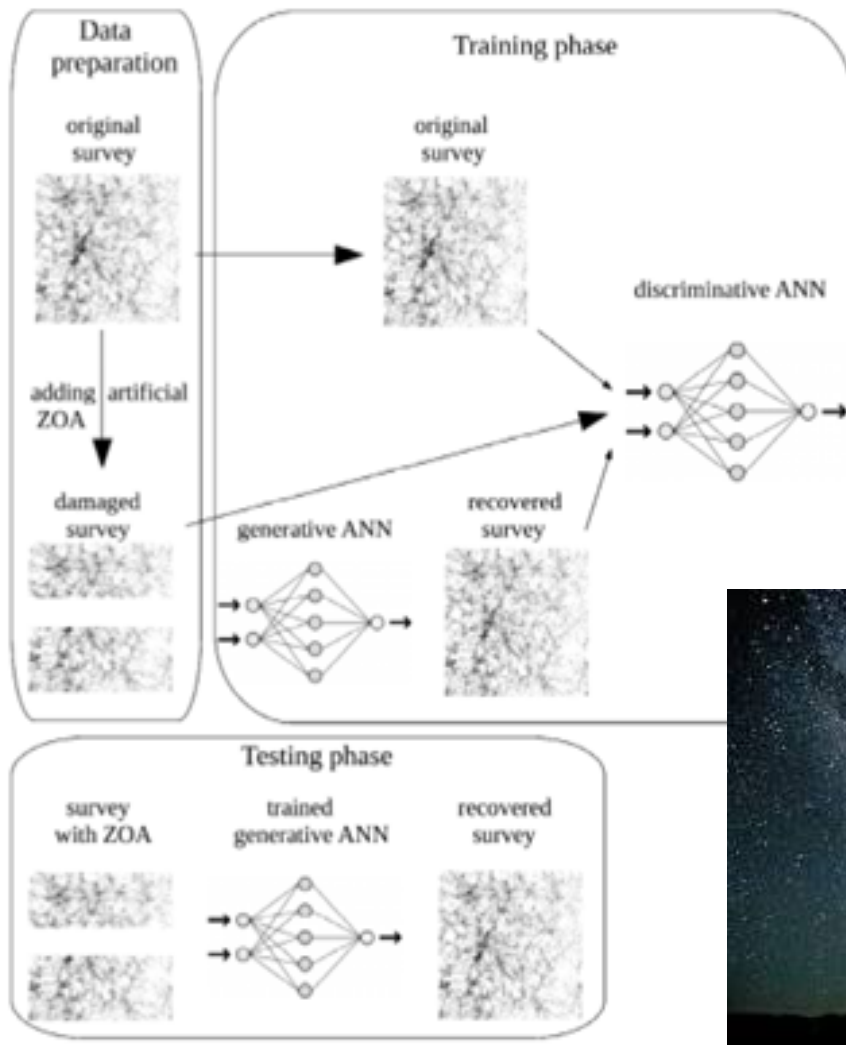 Data
preparation
original
survey
adding artificial
ZOA
damaged
survey
Training phase
original
survey
discriminative ANN
generative ANN
recovered
survey
Testing phase
survey
with ZOA
trained
generative ANN
recovered
survey